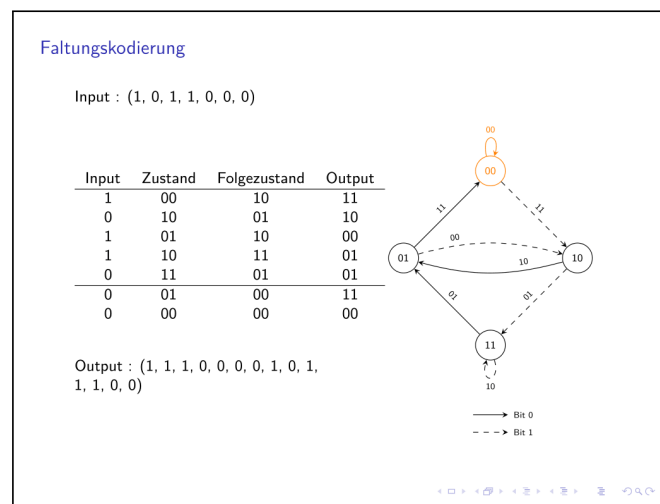 Faltungskodierung
Input : (1, 0, 1, 1, 0, 0, 0)
Input Zustand Folgezustand Output
1 00 10 11
0 10 01 10
1 01 10 00
1 10 11 01
0 11 01 01
0 01 00 11
0 00 00 00
Output : (1, 1, 1, 0, 0, 0, 0, 1, 0, 1,
1, 1, 0, 0)
00
00
11
11
01
00
10
10
01
01
11
10
Bit 0
Bit 1